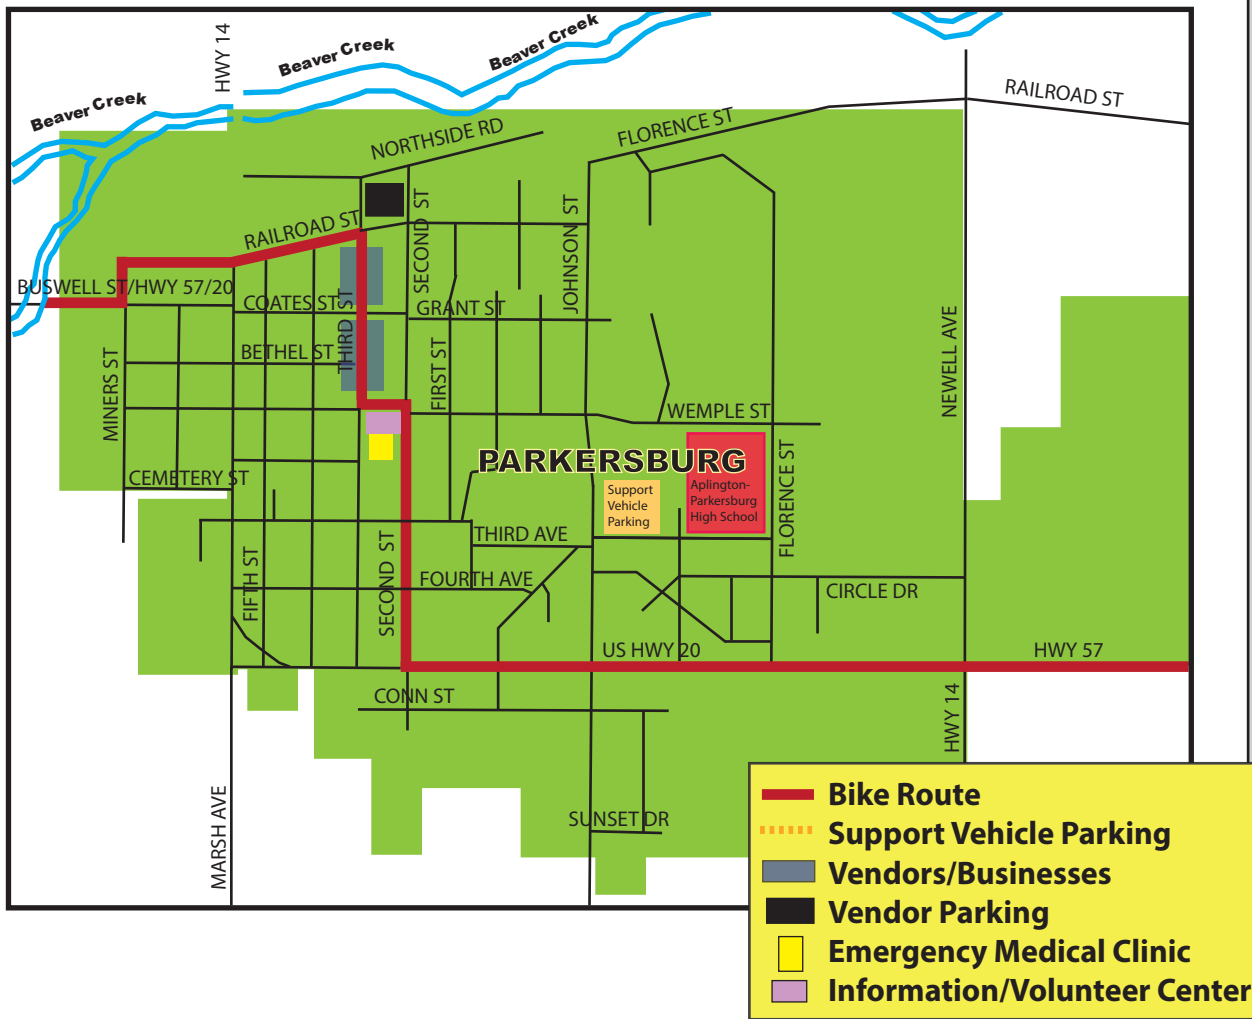 HWY 14
Beaver Creek
Beaver Creek
Beaver Creek
RAILROAD ST
NORTHSIDE RD
FLORENCE ST
SECOND ST
JOHNSON ST
RAILROAD ST
BUSWELL ST/HWY 57/20
COATES ST
THIRD ST
GRANT ST
NEWELL AVE
BETHEL ST
MINERS ST
FIRST ST
WEMPLE ST
PARKERSBURG
CEMETERY ST
Support
Vehicle
Parking
Aplington-
Parkersburg
High School
FLORENCE ST
THIRD AVE
FIFTH ST
SECOND ST
FOURTH AVE
CIRCLE DR
US HWY 20
HWY 57
CONN ST
HWY 14
MARSH AVE
SUNSET DR
Bike Route
Support Vehicle Parking
Vendors/Businesses
Vendor Parking
Emergency Medical Clinic
Information/Volunteer Center